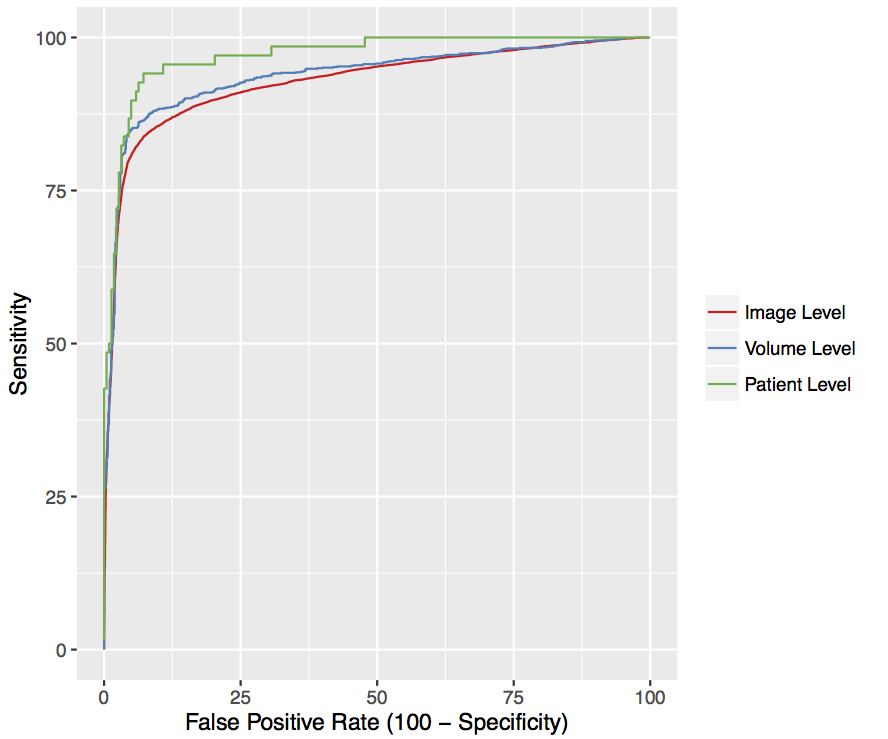 100
75
50
25
0
Sensitivity
0 25 50 75 100
False Positive Rate (100 − Specificity)
Image Level
Volume Level
Patient Level